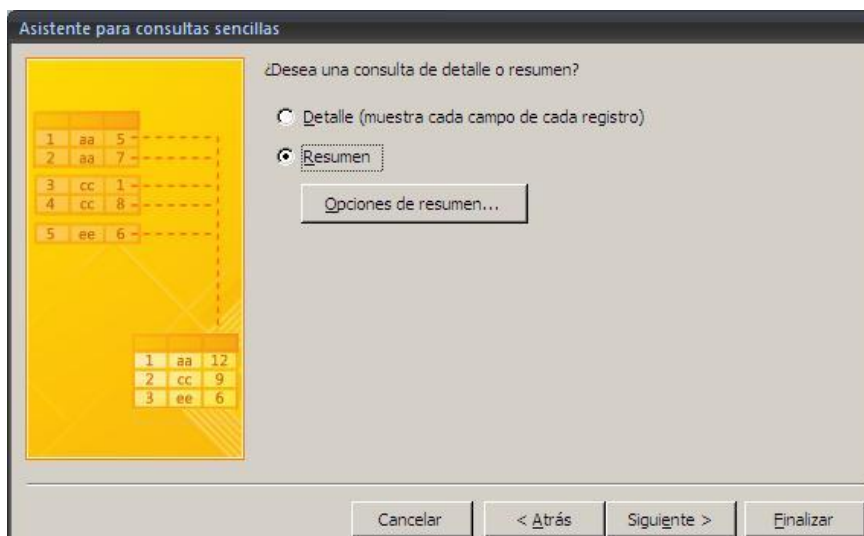 Asistente para consultas sencillas
¿Desea una consulta de detalle o resumen?
Detalle (muestra cada campo de cada registro)
Resumen
Opciones de resumen...
1 aa 5
2 aa 7
3 cc 1
4 cc 8
5 ee 6
1 aa 12
2 cc 9
3 ee 6
Cancelar
< Atrás
Siguiente >
Finalizar